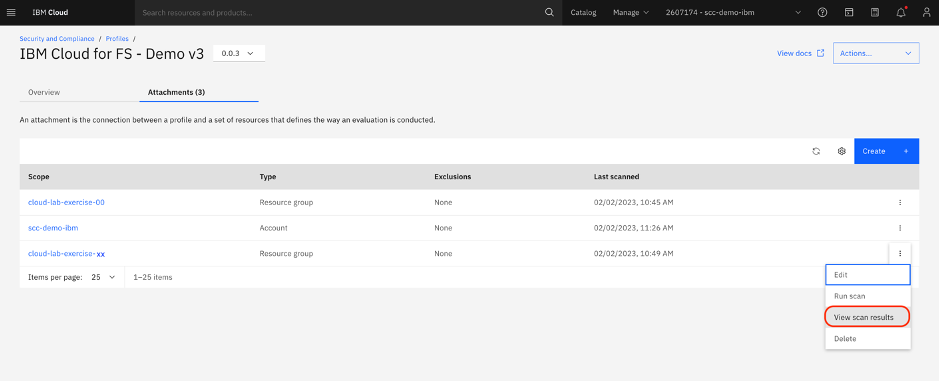 IBM Cloud
Search resources and products...
Catalog
Manage
2607174 - scc-demo-ibm
Security and Compliance / Profiles /
IBM Cloud for FS - Demo v3
0.0.3
View docs
Actions...
Overview
Attachments (3)
An attachment is the connection between a profile and a set of resources that defines the way an evaluation is conducted.
Create +
Scope Type Exclusions Last scanned
cloud-lab-exercise-00 Resource group None 02/02/2023, 10:45 AM
scc-demo-ibm Account None 02/02/2023, 11:26 AM
cloud-lab-exercise-xx Resource group None 02/02/2023, 10:49 AM
Items per page: 25 1–25 items
Edit
Run scan
View scan results
Delete